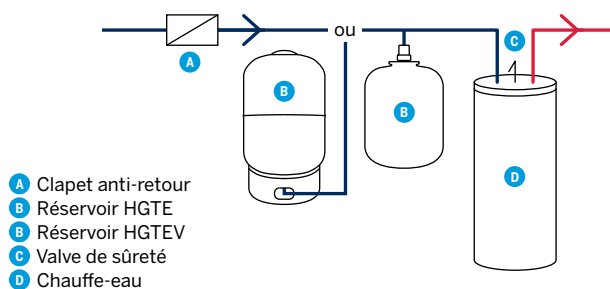 ou
A
B
B
C
D
A Clapet anti-retour
B Réservoir HGTE
B Réservoir HGTEV
C Valve de sûreté
D Chauffe-eau